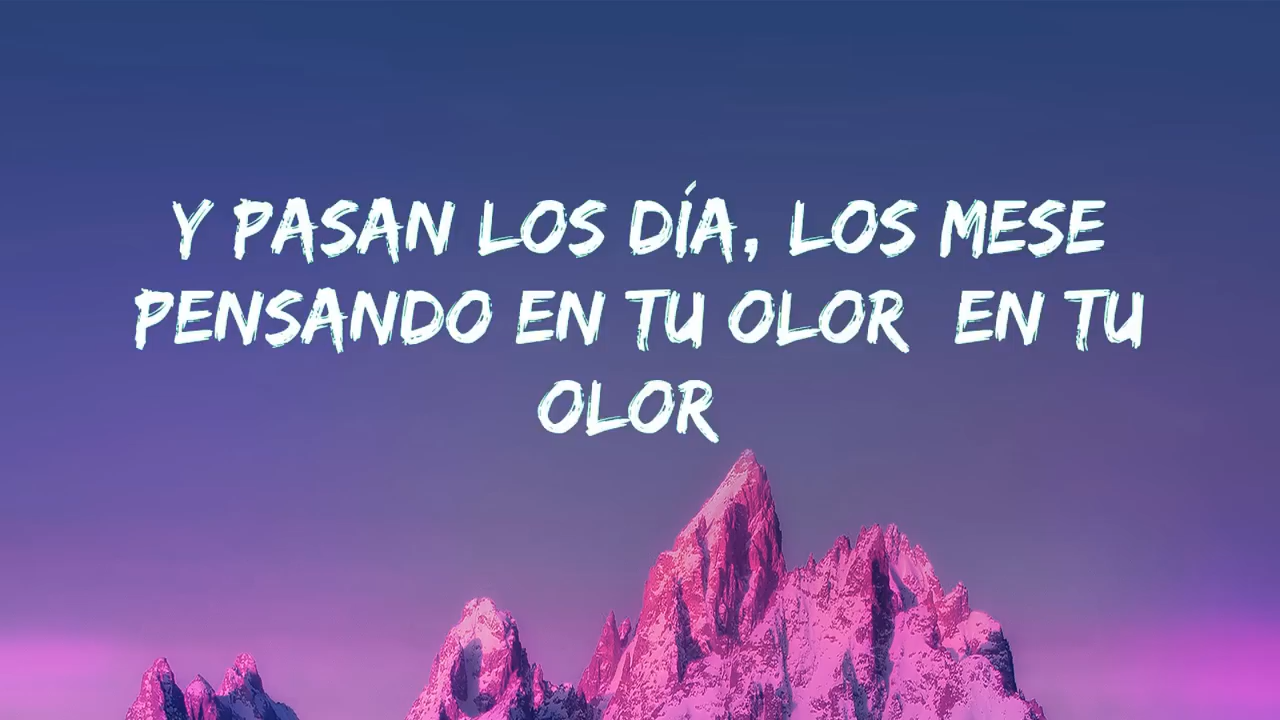 Y PASAN LOS DÍA, LOS MESE
PENSANDO EN TU OLOR  EN TU
OLOR